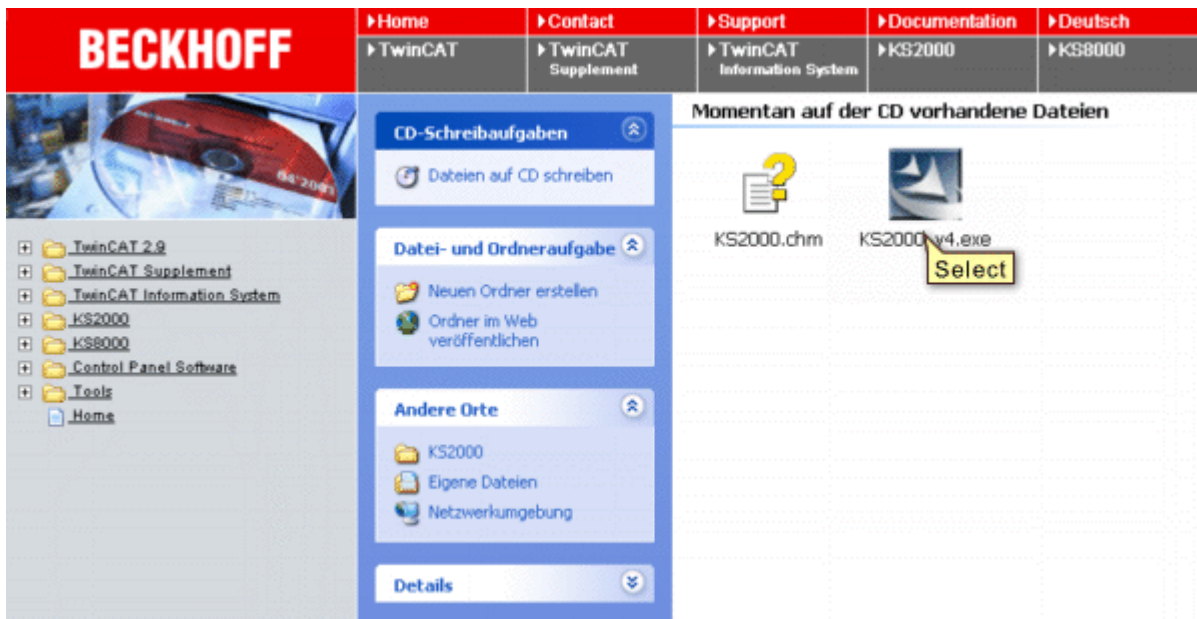 BECKHOFF
Home
Contact
Support
Documentation
Deutsch
TwinCAT
TwinCAT
Supplement
TwinCAT
Information System
KS2000
KS8000
04'2001
TwinCAT 2.9
TwinCAT Supplement
TwinCAT Information System
KS2000
KS8000
Control Panel Software
Tools
Home
CD-Schreibaufgaben
Dateien auf CD schreiben
Datei- und Ordneraufgabe
Neuen Ordner erstellen
Ordner im Web
veröffentlichen
Andere Orte
KS2000
Eigene Dateien
Netzwerkumgebung
Details
Momentan auf der CD vorhandene Dateien
KS2000.chm
KS2000 v4.exe
Select